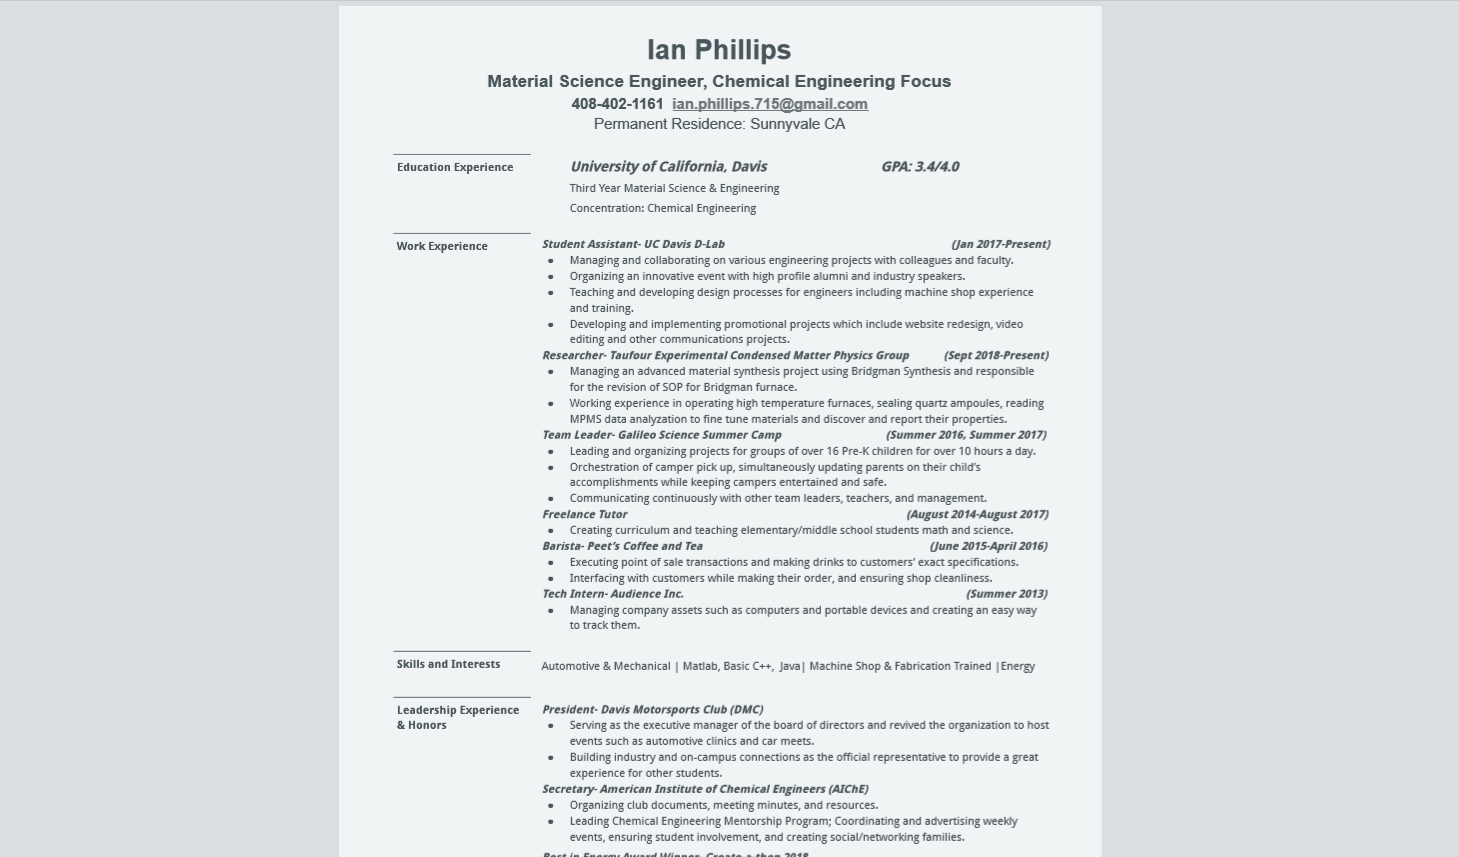 Ian Phillips
Material Science Engineer, Chemical Engineering Focus
408-402-1161 ian.phillips.715@gmail.com
Permanent Residence: Sunnyvale CA
Education Experience
University of California, Davis GPA: 3.4/4.0
Third Year Material Science & Engineering
Concentration: Chemical Engineering
Work Experience
Student Assistant- UC Davis D-Lab (Jan 2017-Present)
• Managing and collaborating on various engineering projects with colleagues and faculty.
• Organizing an innovative event with high profile alumni and industry speakers.
• Teaching and developing design processes for engineers including machine shop experience
and training.
• Developing and implementing promotional projects which include website redesign, video
editing and other communications projects.
Researcher- Taufour Experimental Condensed Matter Physics Group (Sept 2018-Present)
• Managing an advanced material synthesis project using Bridgman Synthesis and responsible
for the revision of SOP for Bridgman furnace.
• Working experience in operating high temperature furnaces, sealing quartz ampoules, reading
MPMS data analyzation to fine tune materials and discover and report their properties.
Team Leader- Galileo Science Summer Camp (Summer 2016, Summer 2017)
• Leading and organizing projects for groups of over 16 Pre-K children for over 10 hours a day.
• Orchestration of camper pick up, simultaneously updating parents on their child's
accomplishments while keeping campers entertained and safe.
• Communicating continuously with other team leaders, teachers, and management.
Freelance Tutor (August 2014-August 2017)
• Creating curriculum and teaching elementary/middle school students math and science.
Barista- Peet's Coffee and Tea (June 2015-April 2016)
• Executing point of sale transactions and making drinks to customers' exact specifications.
• Interfacing with customers while making their order, and ensuring shop cleanliness.
Tech Intern- Audience Inc. (Summer 2013)
• Managing company assets such as computers and portable devices and creating an easy way
to track them.
Skills and Interests
Automotive & Mechanical | Matlab, Basic C++, Java| Machine Shop & Fabrication Trained |Energy
Leadership Experience
& Honors
President- Davis Motorsports Club (DMC)
• Serving as the executive manager of the board of directors and revived the organization to host
events such as automotive clinics and car meets.
• Building industry and on-campus connections as the official representative to provide a great
experience for other students.
Secretary- American Institute of Chemical Engineers (AIChE)
• Organizing club documents, meeting minutes, and resources.
• Leading Chemical Engineering Mentorship Program; Coordinating and advertising weekly
events, ensuring student involvement, and creating social/networking families.
Best in Energy Award Winner- Create-a-thon 2018